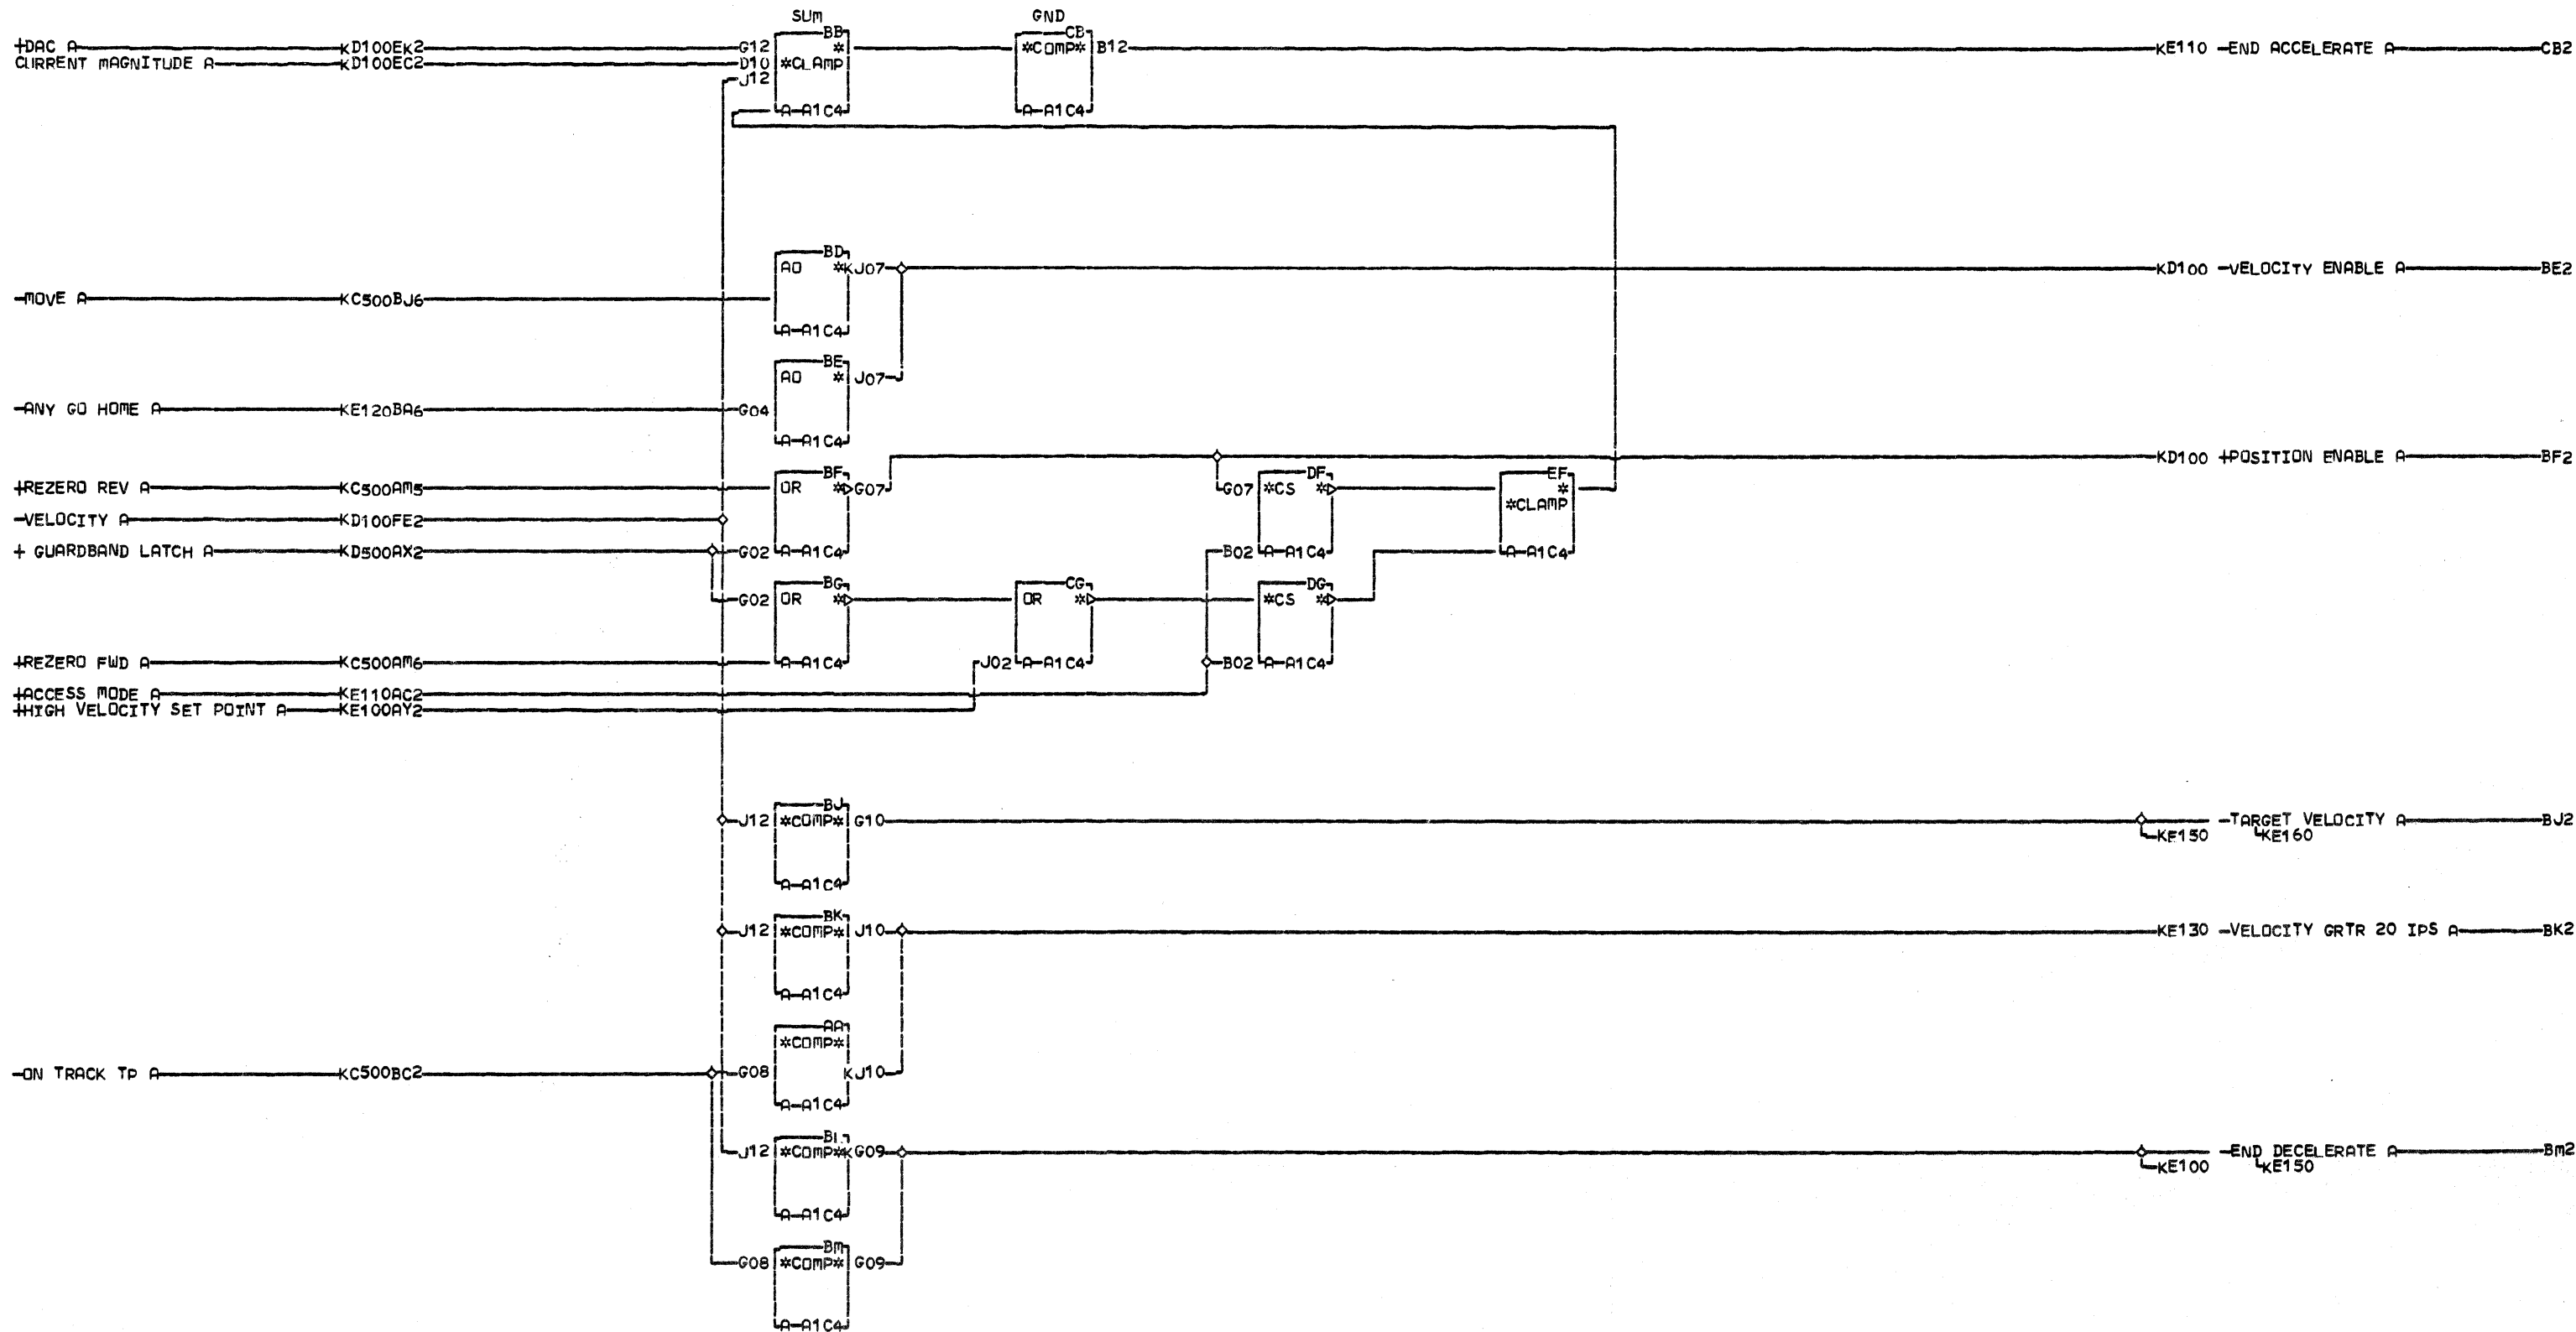 SUM GND
BB CB
+DAC A KD100EK2 G12 * *COMP* B12 KE110 -END ACCELERATE A CB2
CURRENT MAGNITUDE A KD100EC2 D10 *CLAMP
J12
A-A1C4 A-A1C4
BD
AO *K J07 KD100 -VELOCITY ENABLE A BE2
-MOVE A KC500BJ6
A-A1C4
BE
AO * J07
-ANY GO HOME A KE120BA6 G04
A-A1C4
KD100 +POSITION ENABLE A BF2
BF DF EF
+REZERO REV A KC500AM5 OR * G07 G07 *CS * *
*CLAMP
-VELOCITY A KD100FE2
+ GUARDBAND LATCH A KD500AX2 G02 A-A1C4 B02 A-A1C4 A-A1C4
BG CG DG
G02 OR * OR * *CS *
+REZERO FWD A KC500AM6 A-A1C4 J02 A-A1C4 B02 A-A1C4
+ACCESS MODE A KE110AC2
+HIGH VELOCITY SET POINT A KE100AY2
BJ
J12 *COMP* G10 -TARGET VELOCITY A BJ2
KE150 KE160
A-A1C4
BK
J12 *COMP* J10 KE130 -VELOCITY GRTR 20 IPS A BK2
A-A1C4
AA
*COMP*
-ON TRACK TP A KC500BC2 G08 K J10
A-A1C4
BL
J12 *COMP*K G09 -END DECELERATE A BM2
KE100 KE150
A-A1C4
BM
G08 *COMP* G09
A-A1C4